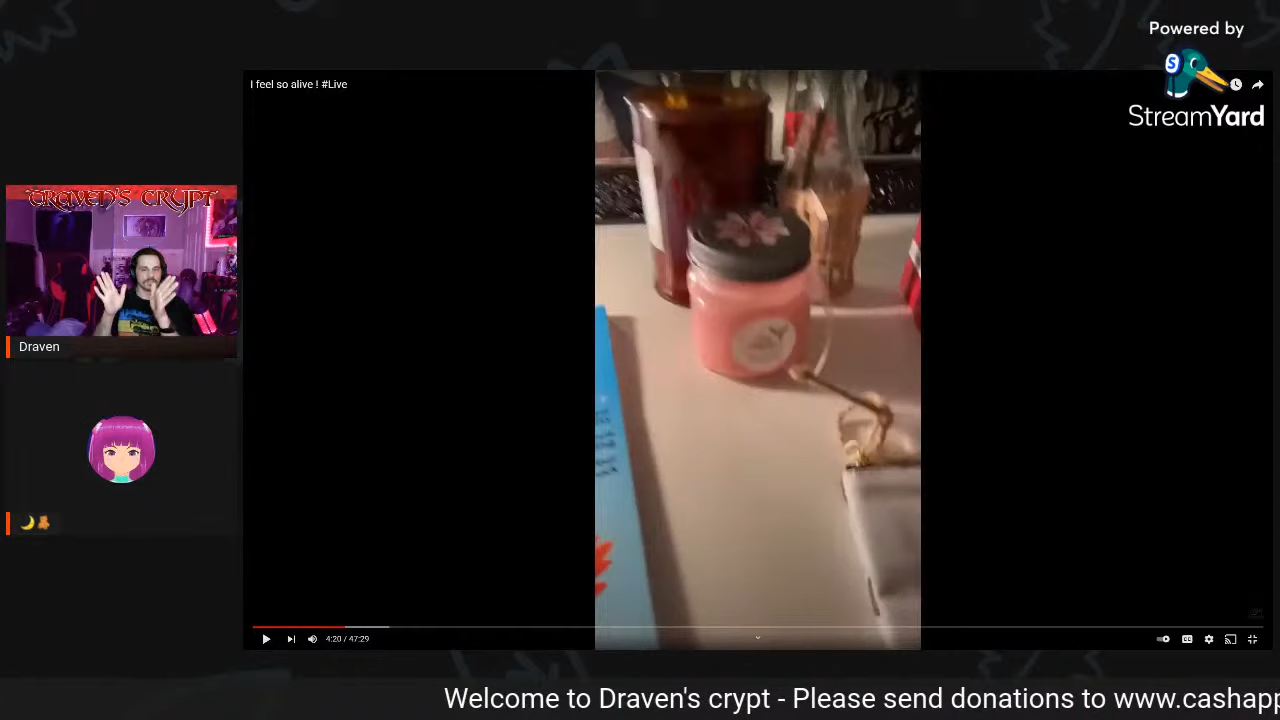 Powered by
StreamYard
I feel so alive ! #Live
DRAVEN'S CRYPT
Draven
4:20 / 47:29
Welcome to Draven's crypt - Please send donations to www.cashapp